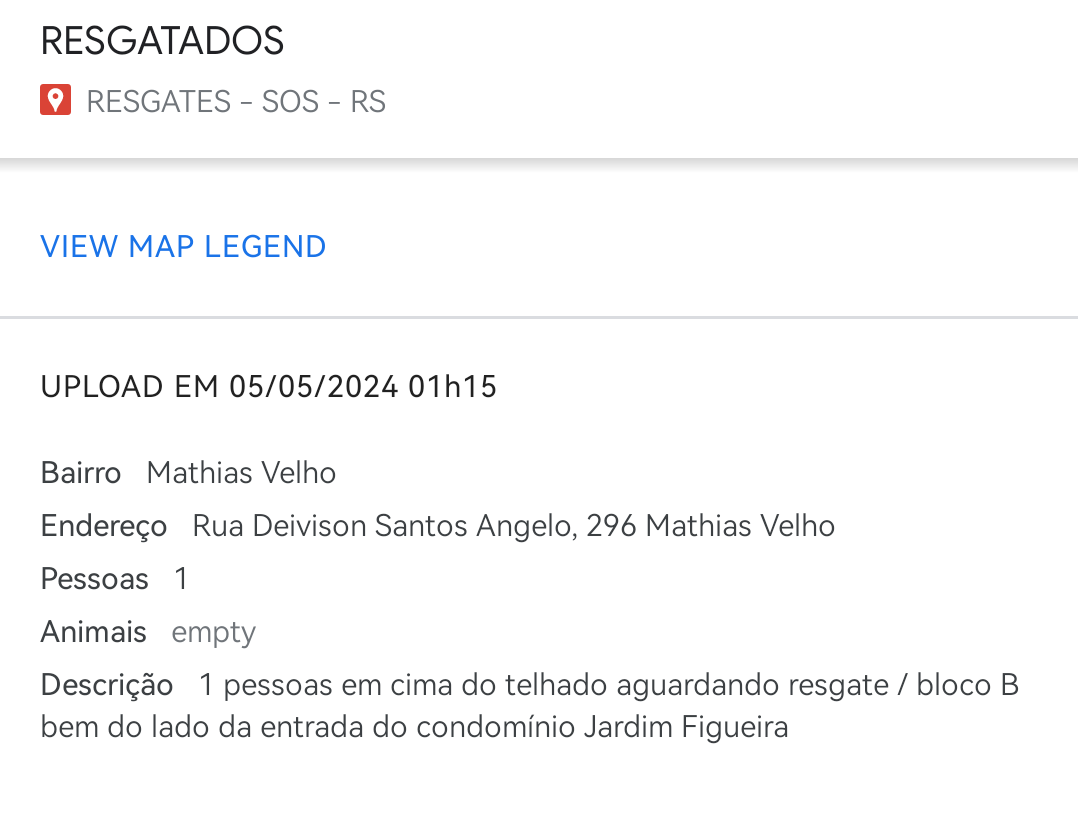 RESGATADOS
RESGATES - SOS - RS
VIEW MAP LEGEND
UPLOAD EM 05/05/2024 01h15
Bairro Mathias Velho
Endereço Rua Deivison Santos Angelo, 296 Mathias Velho
Pessoas 1
Animais empty
Descrição 1 pessoas em cima do telhado aguardando resgate / bloco B
bem do lado da entrada do condomínio Jardim Figueira